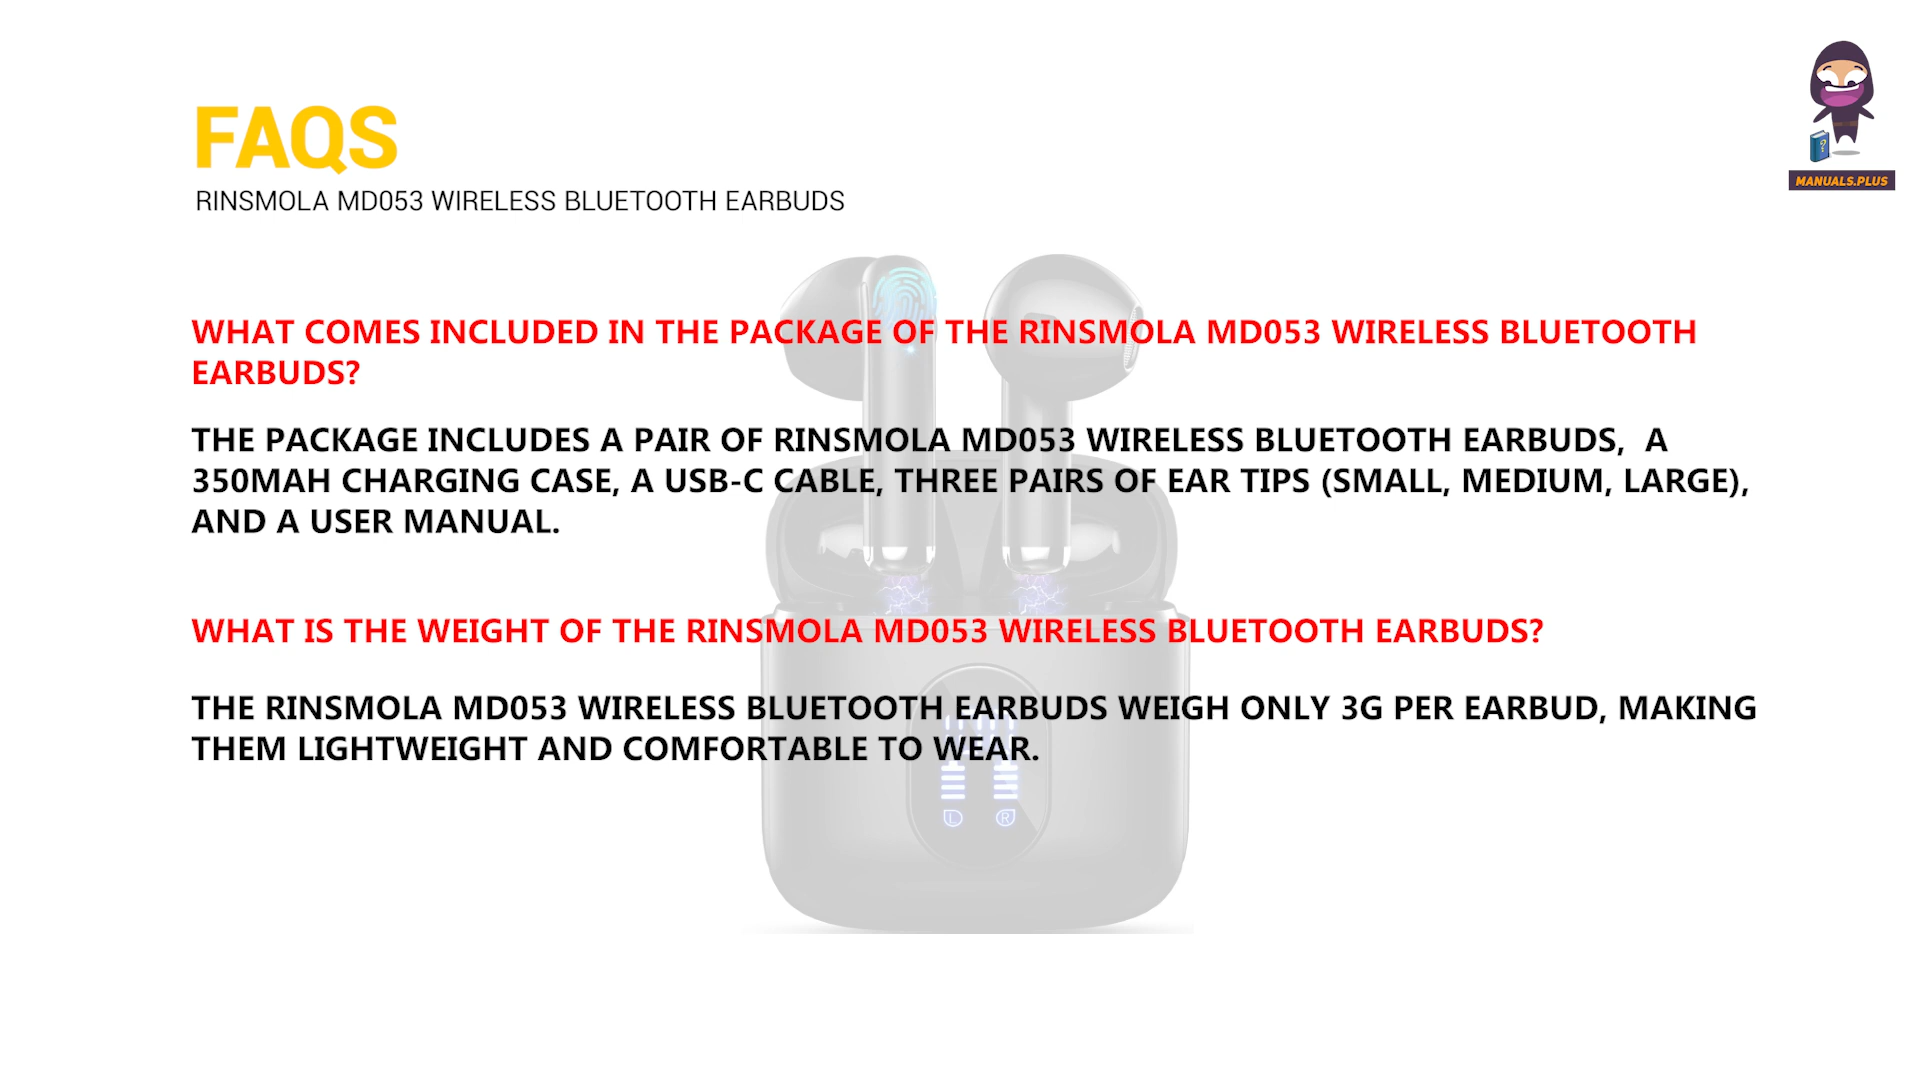 FAQS
RINSMOLA MD053 WIRELESS BLUETOOTH EARBUDS
?
MANUALS.PLUS
WHAT COMES INCLUDED IN THE PACKAGE OF THE RINSMOLA MD053 WIRELESS BLUETOOTH
EARBUDS?
THE PACKAGE INCLUDES A PAIR OF RINSMOLA MD053 WIRELESS BLUETOOTH EARBUDS,  A
350MAH CHARGING CASE, A USB-C CABLE, THREE PAIRS OF EAR TIPS (SMALL, MEDIUM, LARGE),
AND A USER MANUAL.
WHAT IS THE WEIGHT OF THE RINSMOLA MD053 WIRELESS BLUETOOTH EARBUDS?
THE RINSMOLA MD053 WIRELESS BLUETOOTH EARBUDS WEIGH ONLY 3G PER EARBUD, MAKING
THEM LIGHTWEIGHT AND COMFORTABLE TO WEAR.
L R